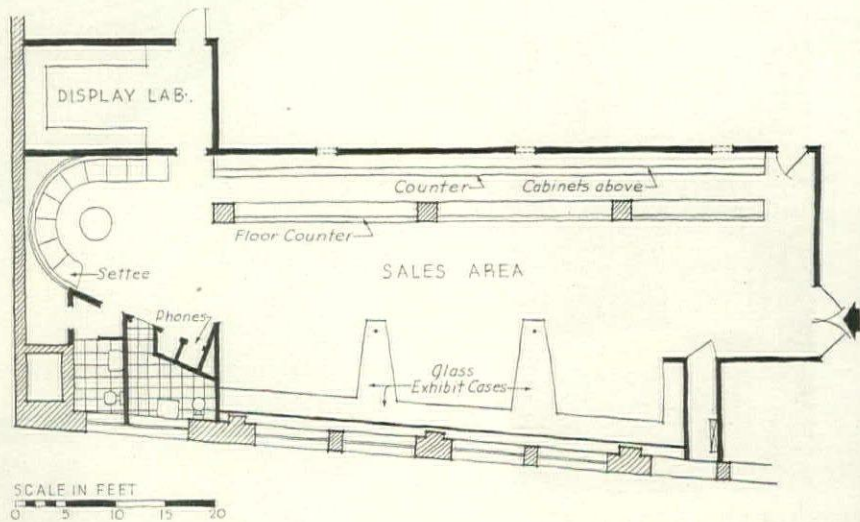 DISPLAY LAB.
Counter
Cabinets above
Floor Counter
Settee
SALES AREA
Phones
Glass
Exhibit Cases
SCALE IN FEET
0 5 10 15 20